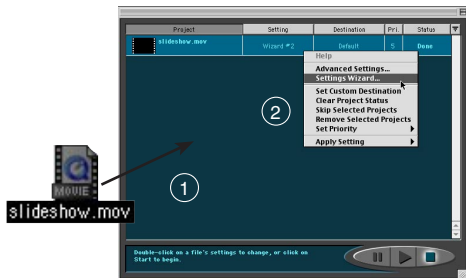 Project Setting Destination Pri. Status
slideshow.mov Wizard #2 Default 5 Done
Help
Advanced Settings...
Settings Wizard...
Set Custom Destination
Clear Project Status
Skip Selected Projects
Remove Selected Projects
Set Priority
Apply Setting
2
MOVIE
1
slideshow.mov
Double-click on a file's settings to change, or click on
Start to begin.